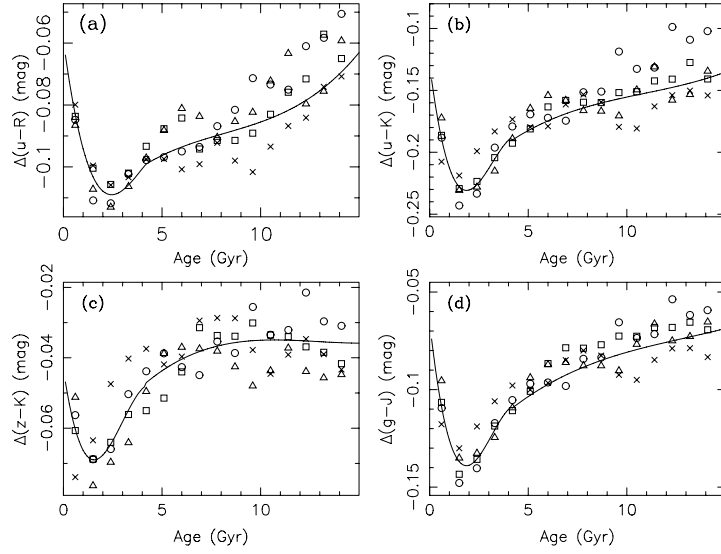 (a)
Δ(u−R) (mag)
−0.06
−0.08
−0.1
0
5
10
Age (Gyr)
(b)
Δ(u−K) (mag)
−0.1
−0.15
−0.2
−0.25
0
5
10
Age (Gyr)
(c)
Δ(z−K) (mag)
−0.02
−0.04
−0.06
0
5
10
Age (Gyr)
(d)
Δ(g−J) (mag)
−0.05
−0.1
−0.15
0
5
10
Age (Gyr)